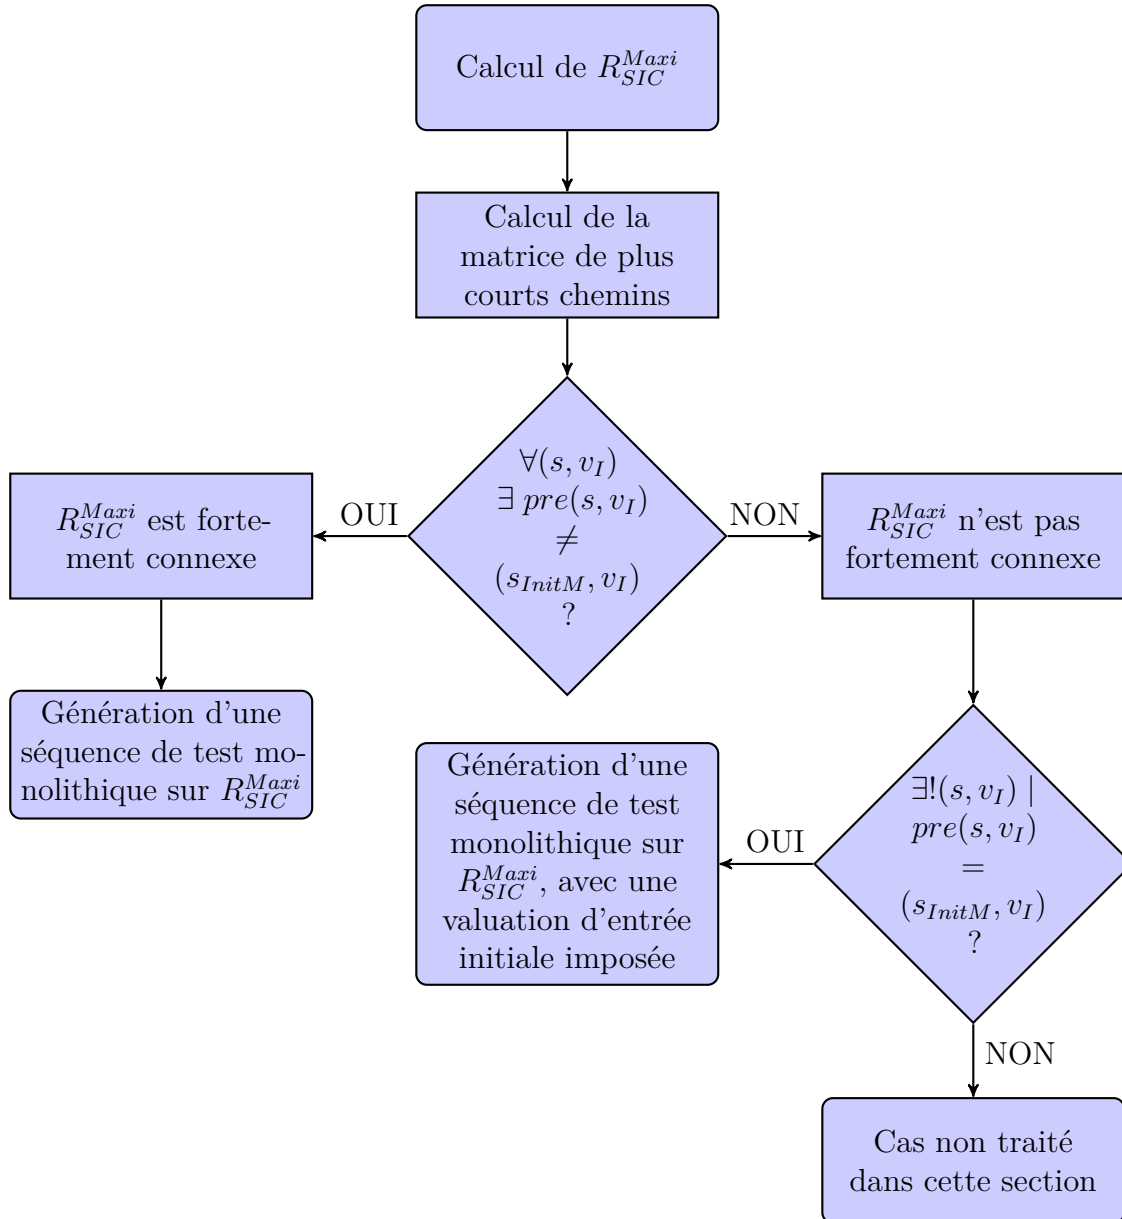 Calcul de $R_{SIC}^{Maxi}$
Calcul de la
matrice de plus
courts chemins
∀(s, v_I)
∃ pre(s, v_I)
≠
(s_{InitM}, v_I)
?
OUI
NON
$R_{SIC}^{Maxi}$ est forte-
ment connexe
$R_{SIC}^{Maxi}$ n'est pas
fortement connexe
Génération d'une
séquence de test mo-
nolithique sur $R_{SIC}^{Maxi}$
Génération d'une
séquence de test
monolithique sur
$R_{SIC}^{Maxi}$, avec une
valuation d'entrée
initiale imposée
OUI
∃!(s, v_I) |
pre(s, v_I)
=
(s_{InitM}, v_I)
?
NON
Cas non traité
dans cette section